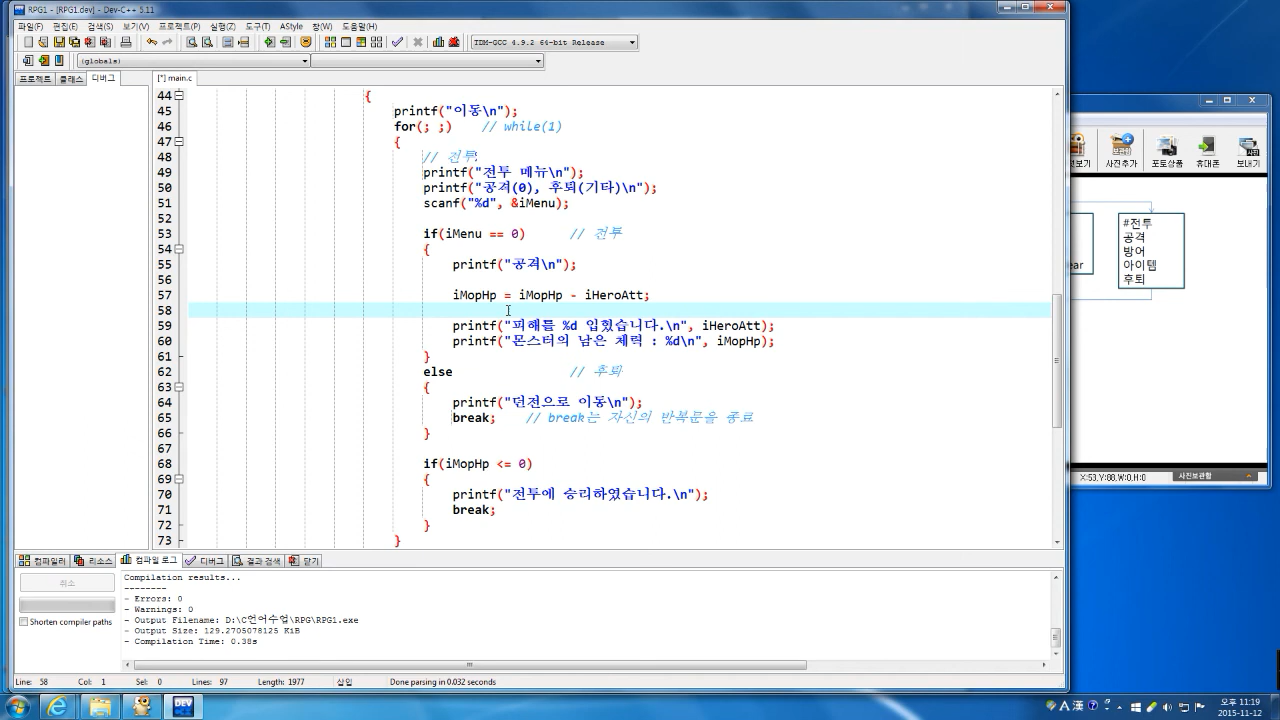 RPG1 - [RPG1.dev] - Dev-C++ 5.11
파일(F) 편집(E) 검색(S) 보기(V) 프로젝트(P) 실행(Z) 도구(T) AStyle 창(W) 도움말(H)
TDM-GCC 4.9.2 64-bit Release
(globals)
프로젝트 클래스 디버그
[*] main.c
44 {
45 printf("이동\n");
46 for(; ;) // while(1)
47 {
48 // 전투
49 printf("전투 메뉴\n");
50 printf("공격(0), 후퇴(기타)\n");
51 scanf("%d", &iMenu);
52
53 if(iMenu == 0) // 전투
54 {
55 printf("공격\n");
56
57 iMopHp = iMopHp - iHeroAtt;
58
59 printf("피해를 %d 입혔습니다.\n", iHeroAtt);
60 printf("몬스터의 남은 체력 : %d\n", iMopHp);
61 }
62 else // 후퇴
63 {
64 printf("던전으로 이동\n");
65 break; // break는 자신의 반복문을 종료
66 }
67
68 if(iMopHp <= 0)
69 {
70 printf("전투에 승리하였습니다.\n");
71 break;
72 }
73 }
컴파일러 리소스 컴파일 로그 디버그 결과 검색 닫기
취소
Shorten compiler paths
Compilation results...
--------
- Errors: 0
- Warnings: 0
- Output Filename: D:\C언어수업\RPG\RPG1.exe
- Output Size: 129.2705078125 KiB
- Compilation Time: 0.38s
Line: 58 Col: 1 Sel: 0 Lines: 97 Length: 1977 삽입 Done parsing in 0.032 seconds
사진추가 포토상품 휴대폰 보내기
#전투
공격
방어
아이템
후퇴
ear
X:53,Y:88,W:0,H:0 사진보관함
DEV
A 漢
오후 11:19
2015-11-12